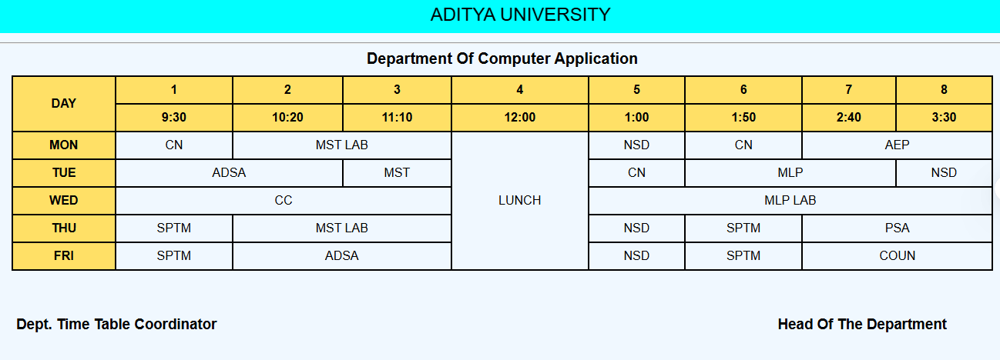 ADITYA UNIVERSITY
Department Of Computer Application
DAY 1 2 3 4 5 6 7 8
9:30 10:20 11:10 12:00 1:00 1:50 2:40 3:30
MON CN MST LAB LUNCH NSD CN AEP
TUE ADSA MST CN MLP NSD
WED CC MLP LAB
THU SPTM MST LAB NSD SPTM PSA
FRI SPTM ADSA NSD SPTM COUN
Dept. Time Table Coordinator Head Of The Department